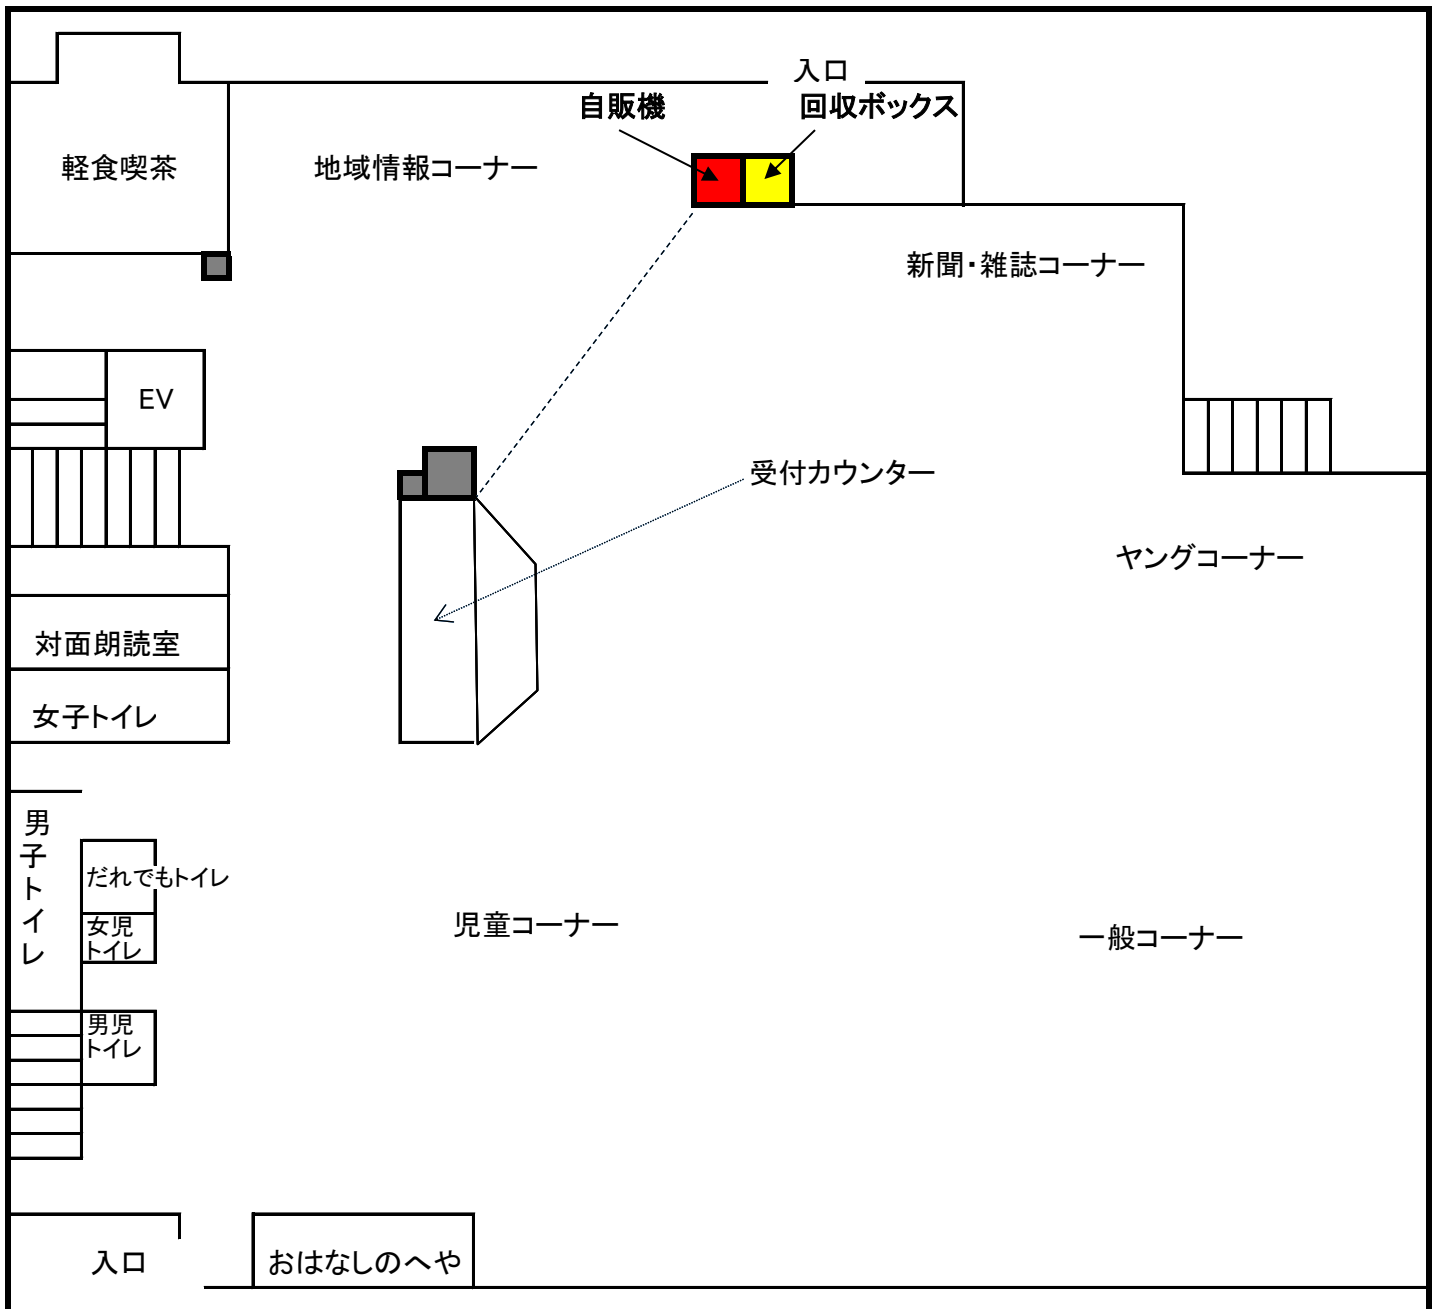 入口
自販機
回収ボックス
軽食喫茶
地域情報コーナー
新聞・雑誌コーナー
EV
受付カウンター
ヤングコーナー
対面朗読室
女子トイレ
男子トイレ
だれでもトイレ
女児
トイレ
児童コーナー
一般コーナー
男児
トイレ
入口
おはなしのへや